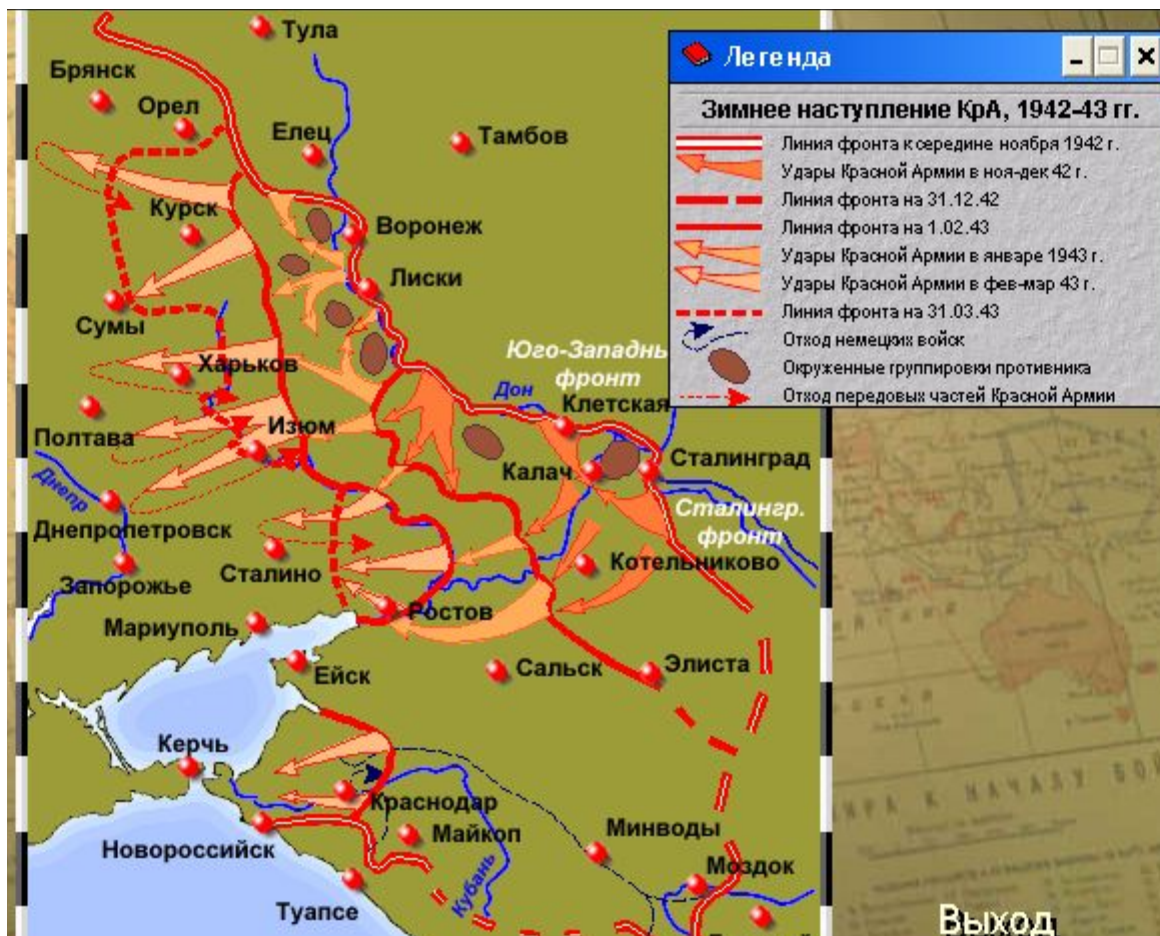 Тула
Брянск
Орел
Елец
Тамбов
Курск
Воронеж
Лиски
Сумы
Харьков
Юго-Западнь
фронт
Дон
Клетская
Полтава
Изюм
Калач
Сталинград
Днепр
Сталингр.
фронт
Днепропетровск
Сталино
Котельниково
Запорожье
Ростов
Мариуполь
Ейск
Сальск
Элиста
Керчь
Краснодар
Майкоп
Минводы
Новороссийск
Кубань
Моздок
Туапсе
Легенда
Зимнее наступление КрА, 1942-43 гг.
Линия фронта к середине ноября 1942 г.
Удары Красной Армии в ноя-дек 42 г.
Линия фронта на 31.12.42
Линия фронта на 1.02.43
Удары Красной Армии в январе 1943 г.
Удары Красной Армии в фев-мар 43 г.
Линия фронта на 31.03.43
Отход немецких войск
Окруженные группировки противника
Отход передовых частей Красной Армии
К НАЧАЛУ
Выход